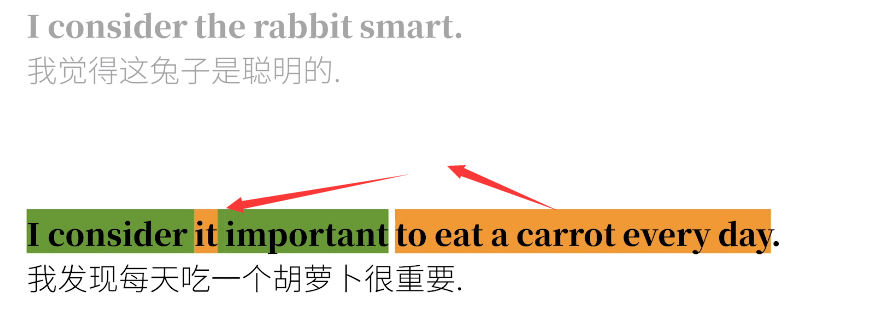 I consider the rabbit smart.
我觉得这兔子是聪明的.
I consider it important to eat a carrot every day.
我发现每天吃一个胡萝卜很重要.